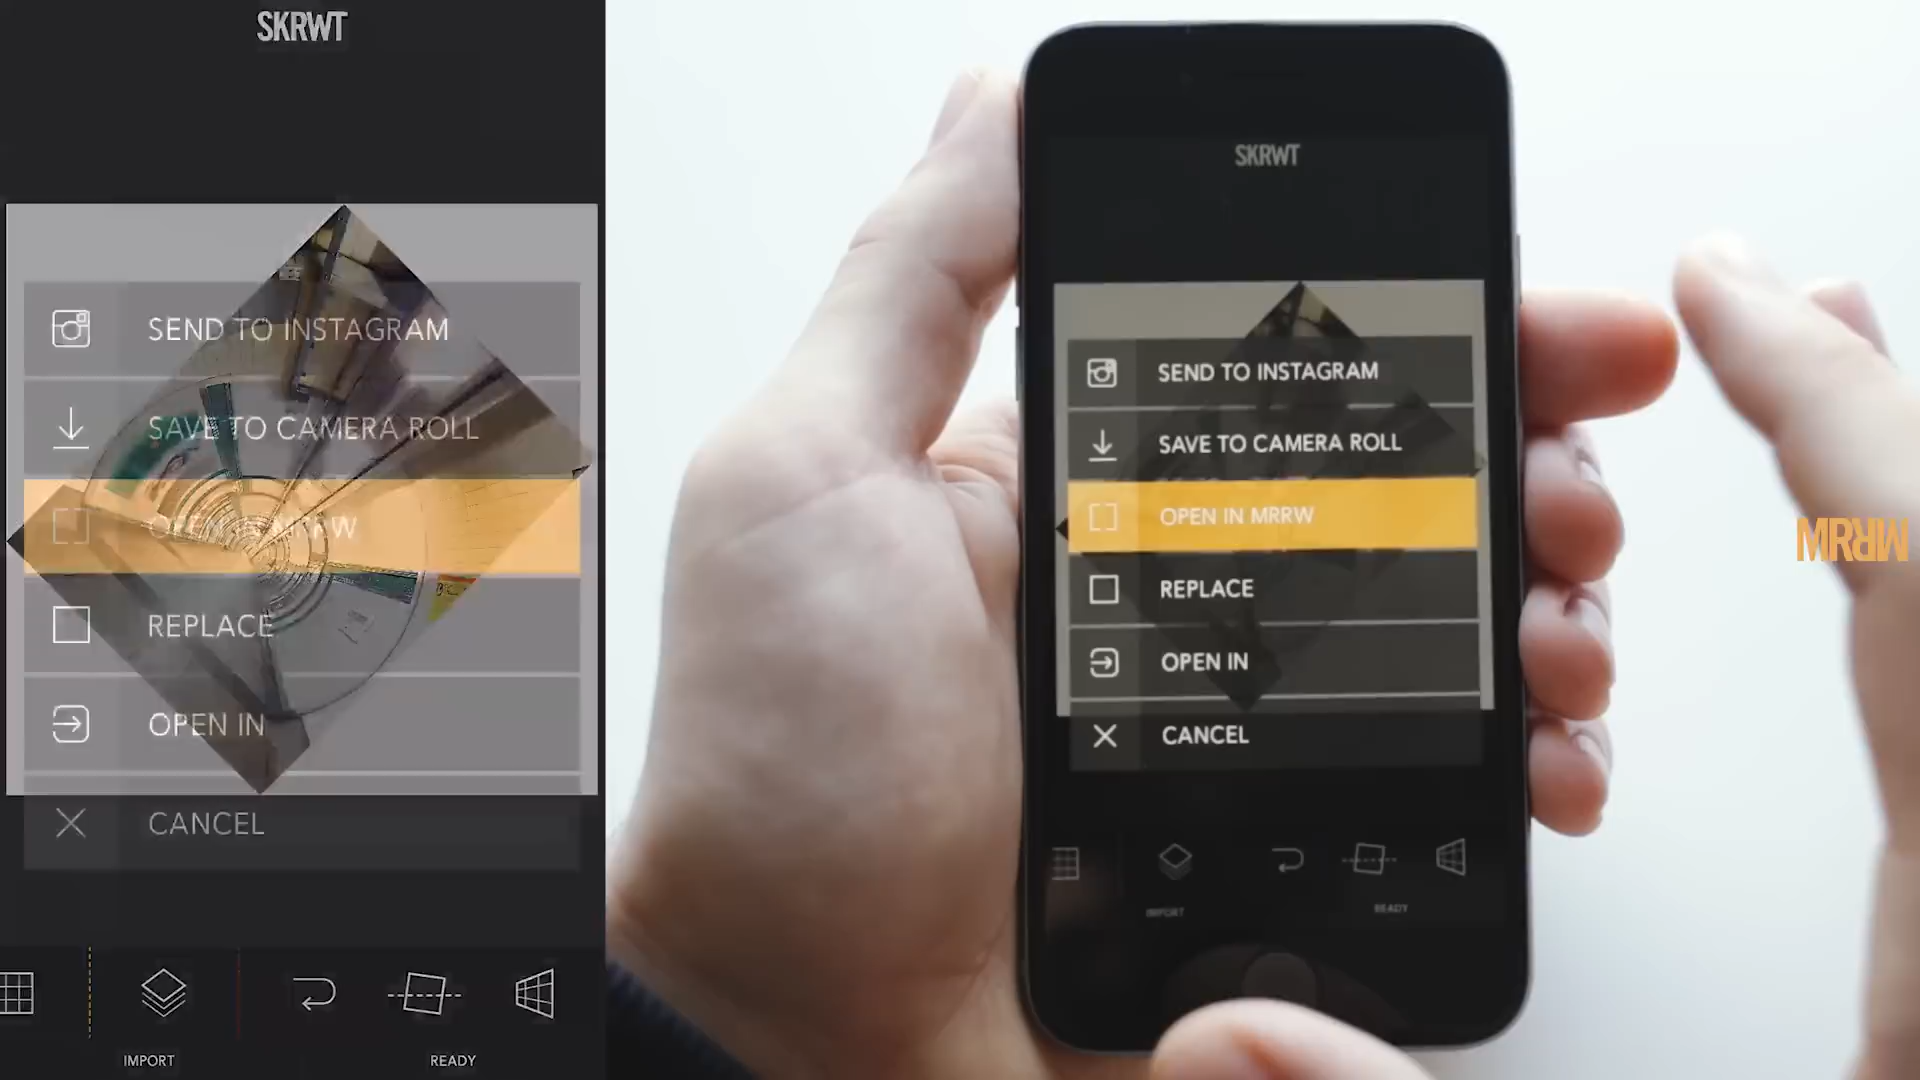 SKRWT
SEND TO INSTAGRAM
SAVE TO CAMERA ROLL
OPEN IN MRRW
REPLACE
OPEN IN
CANCEL
IMPORT
READY
SKRWT
SEND TO INSTAGRAM
SAVE TO CAMERA ROLL
OPEN IN MRRW
REPLACE
OPEN IN
CANCEL
IMPORT
READY
MRRW